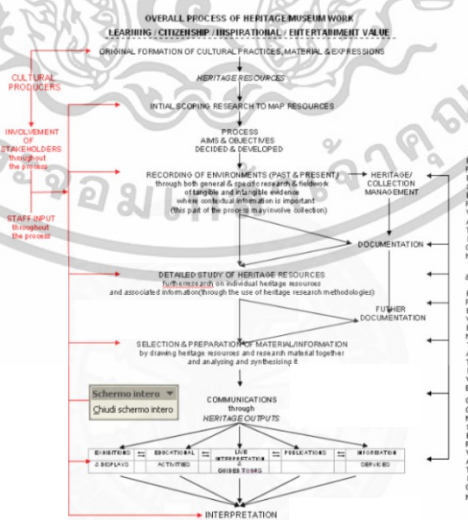 OVERALL PROCESS OF HERITAGE/MUSEUM WORK
LEARNING / CITIZENSHIP / INSPIRATIONAL / ENTERTAINMENT VALUE
ORIGINAL FORMATION OF CULTURAL PRACTICES, MATERIAL & EXPRESSIONS
CULTURAL
PRODUCERS
HERITAGE RESOURCES
INTIAL SCOPING RESEARCH TO MAP RESOURCES
INVOLVEMENT
OF
STAKEHOLDERS
throughout
the process
PROCESS
AIMS & OBJECTIVES
DECIDED & DEVELOPED
RECORDING OF ENVIRONMENTS (PAST & PRESENT)
through both general & specific research & fieldwork
of tangible and intangible evidence
where contextual information is important
(this part of the process may involve collection)
HERITAGE/
COLLECTION
MANAGEMENT
STAFF INPUT
throughout
the process
DOCUMENTATION
DETAILED STUDY OF HERITAGE RESOURCES
furtherresearch on individual heritage resources
and associated information(through the use of heritage research methodologies)
FUTHER
DOCUMENTATION
SELECTION & PREPARATION OF MATERIAL/INFORMATION
by drawing heritage resources and research material together
and analysing and synthesising it
Schermo intero
Chiudi schermo intero
COMMUNICATIONS
through
HERITAGE OUTPUTS
EXHIBITIONS EDUCATIONAL LIVE INTERPRETATION PUBLICATIONS INFORMATION
& DISPLAYS ACTIVITIES & GUIDED TOURS SERVICES
INTERPRETATION